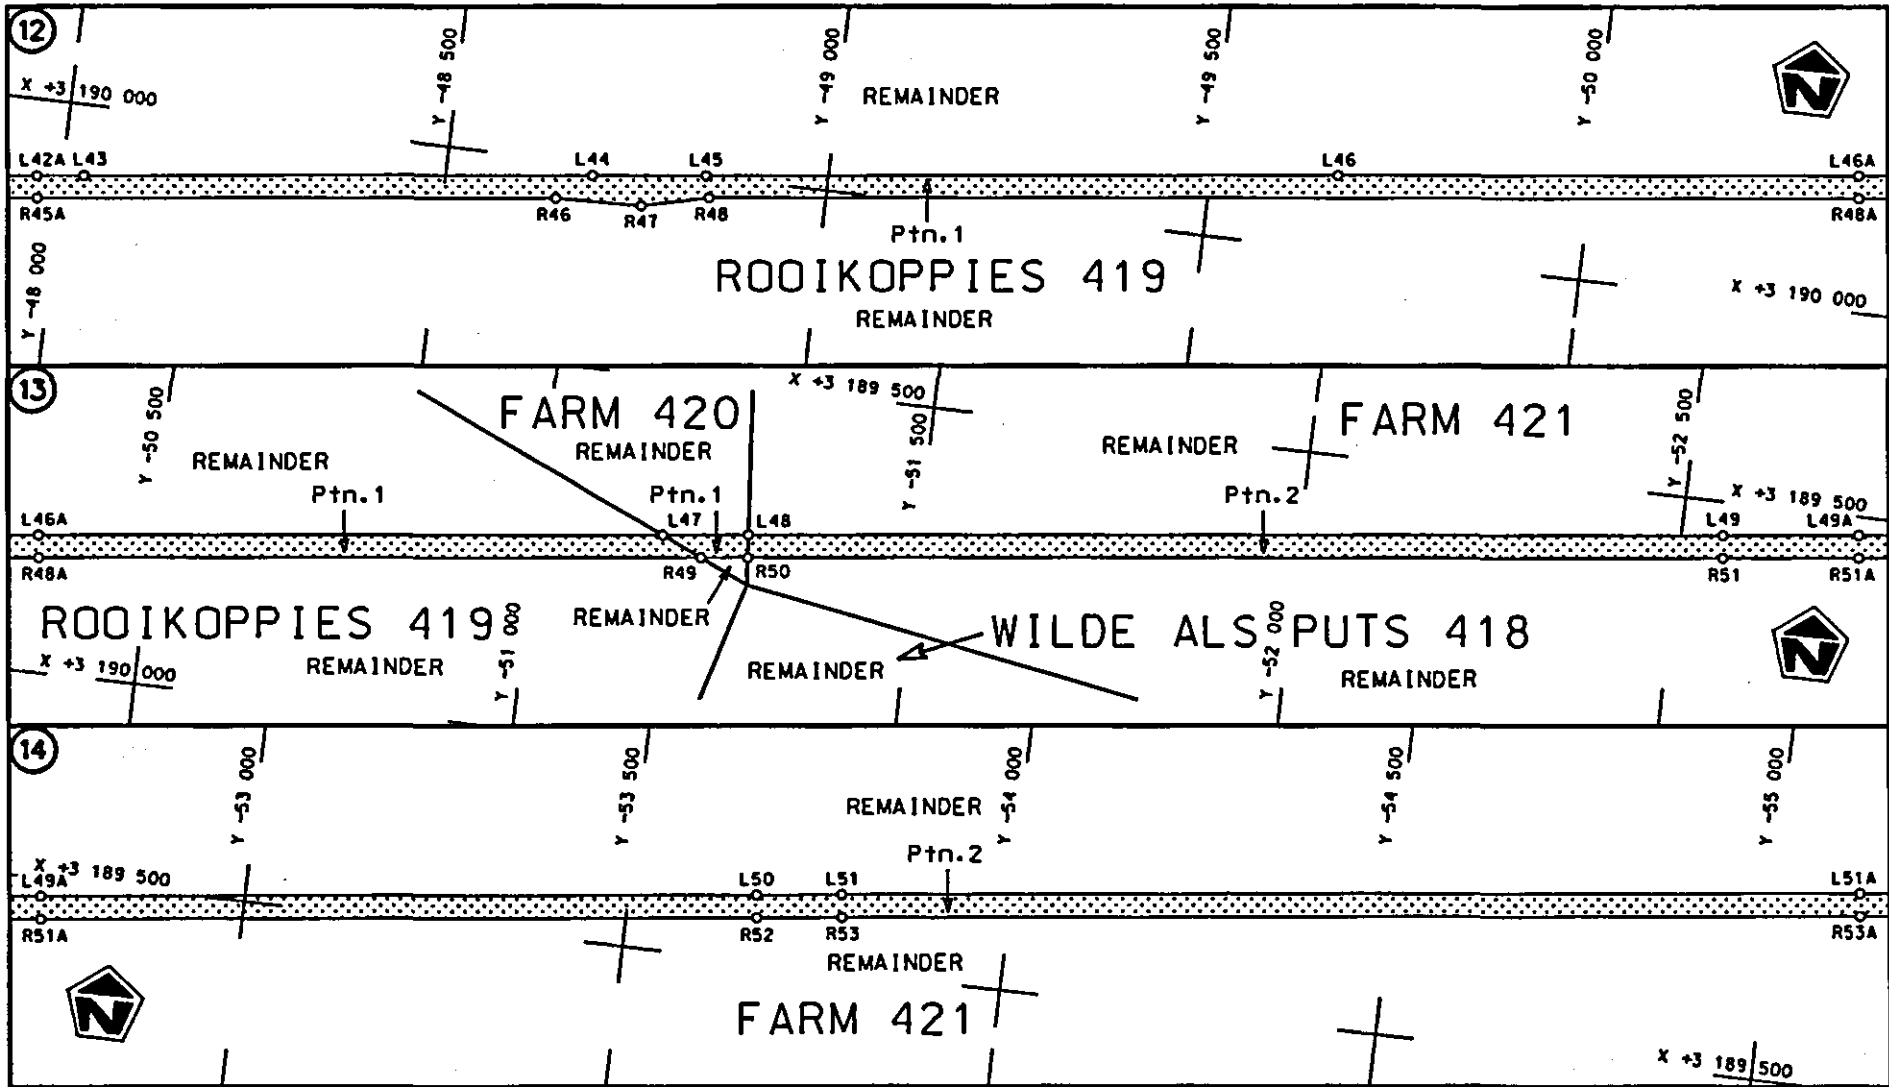 12
X +3 190 000
Y -48 500
Y -49 000
REMAINDER
Y -49 500
Y -50 000
N
L42A L43
L44
L45
L46
L46A
R45A
R46
R47
R48
R48A
Ptn.1
Y -48 000
ROOIKOPPIES 419
REMAINDER
X +3 190 000
13
Y -50 500
FARM 420
REMAINDER
X +3 189 500
Y -51 500
REMAINDER
FARM 421
Y -52 500
REMAINDER
Ptn.1
Ptn.1
Ptn.2
X +3 189 500
L46A
L47
L48
L49
L49A
R48A
R49
R50
R51
R51A
ROOIKOPPIES 419
Y -51 000
REMAINDER
WILDE ALS PUTS 418
Y -52 000
N
X +3 190 000
REMAINDER
REMAINDER
REMAINDER
14
Y -53 000
Y -53 500
REMAINDER
Y -54 000
Y -54 500
Y -55 000
Ptn.2
X +3 189 500
L49A
L50
L51
L51A
R51A
R52
R53
R53A
REMAINDER
N
FARM 421
X +3 189 500